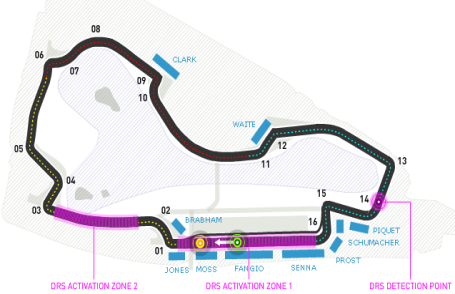 08
06
CLARK
07
09
10
WAITE
12
13
11
05
04
03
02
BRABHAM
15
14
16
PIQUET
SCHUMACHER
01
PROST
JONES
MOSS
FANGIO
SENNA
DRS ACTIVATION ZONE 2
DRS ACTIVATION ZONE 1
DRS DETECTION POINT